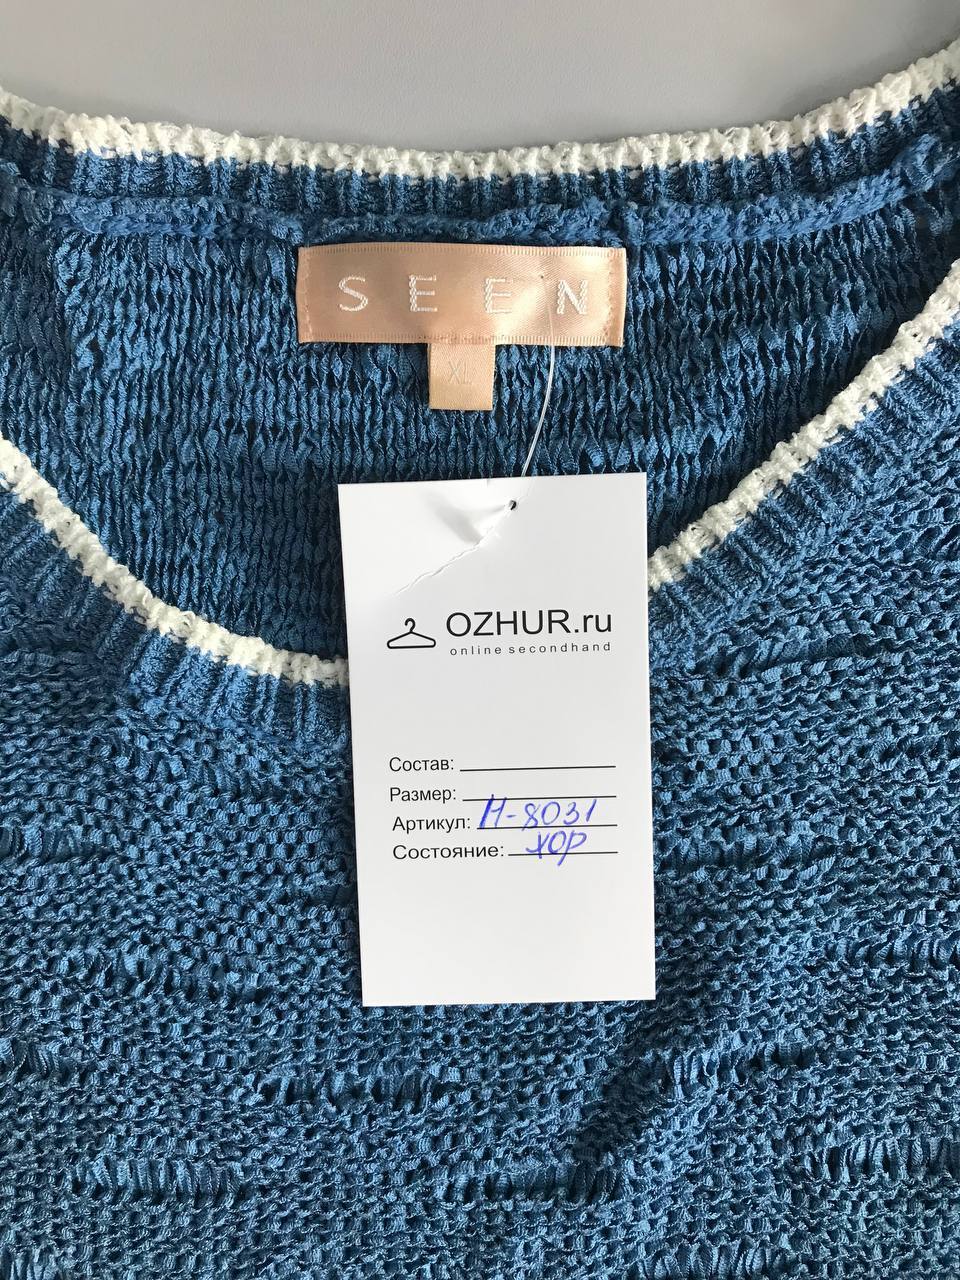 SEEN
XL
OZHUR.ru
online secondhand
Состав:
Размер:
Артикул: Н-8031
Состояние: хор